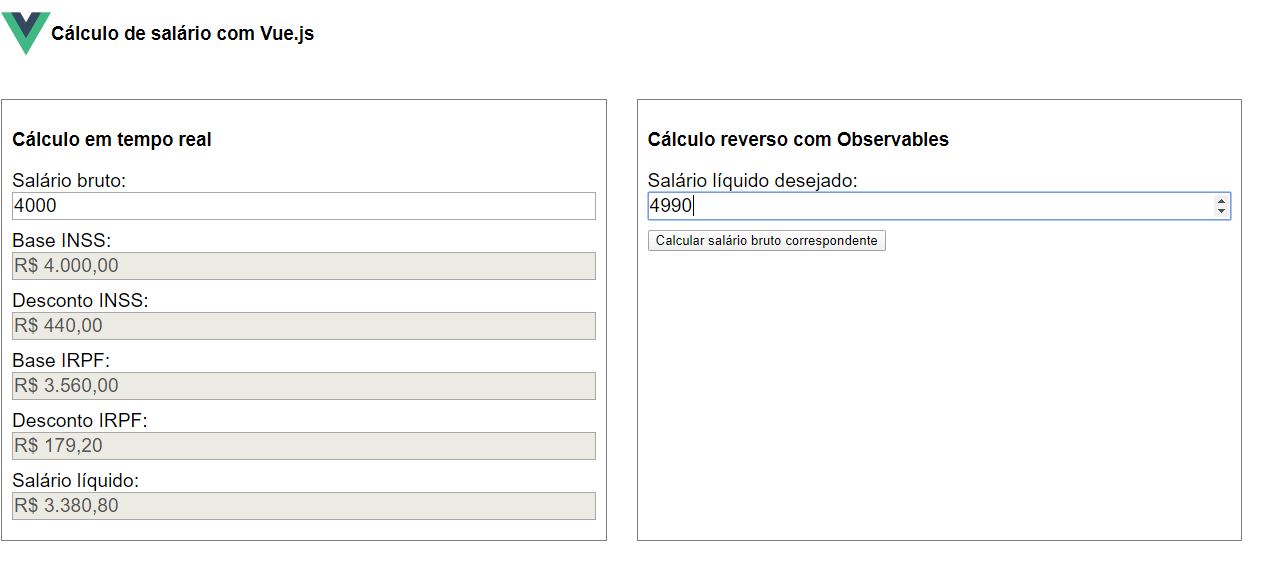 Cálculo de salário com Vue.js
Cálculo em tempo real
Salário bruto:
4000
Base INSS:
R$ 4.000,00
Desconto INSS:
R$ 440,00
Base IRPF:
R$ 3.560,00
Desconto IRPF:
R$ 179,20
Salário líquido:
R$ 3.380,80
Cálculo reverso com Observables
Salário líquido desejado:
4990
Calcular salário bruto correspondente